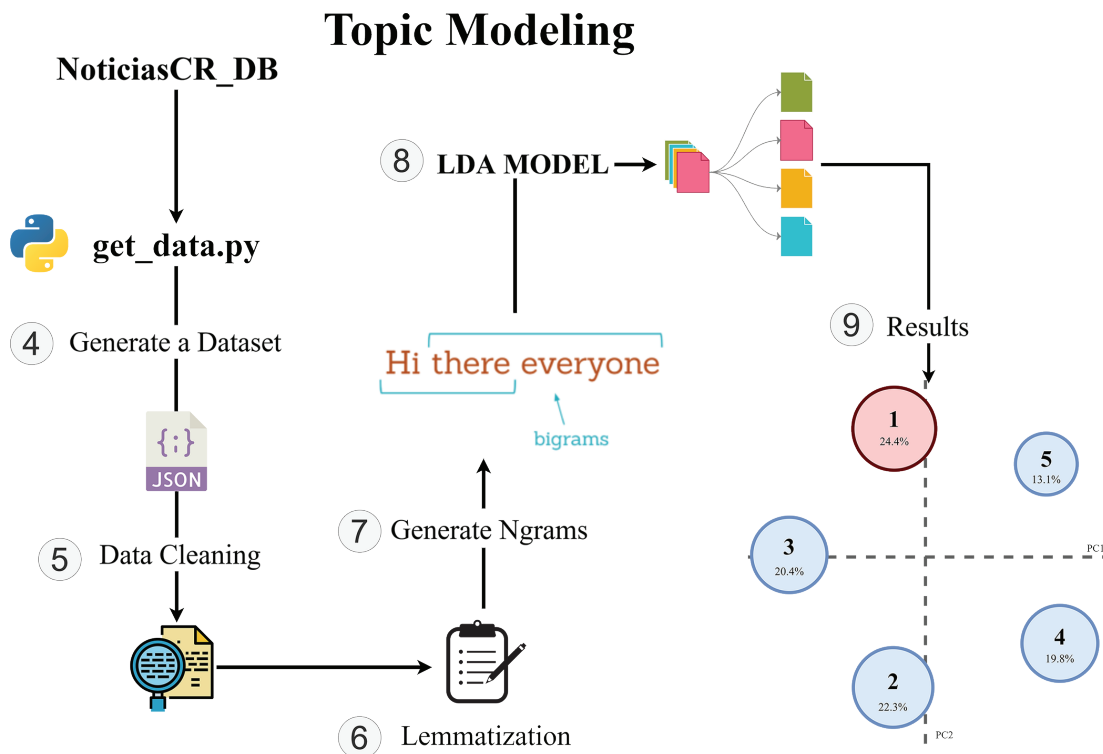 Topic Modeling
NoticiasCR_DB
get_data.py
4 Generate a Dataset
{;}
JSON
5 Data Cleaning
6 Lemmatization
7 Generate Ngrams
Hi there everyone
bigrams
8 LDA MODEL
9 Results
1
24.4%
5
13.1%
3
20.4%
PC1
4
19.8%
2
22.3%
PC2